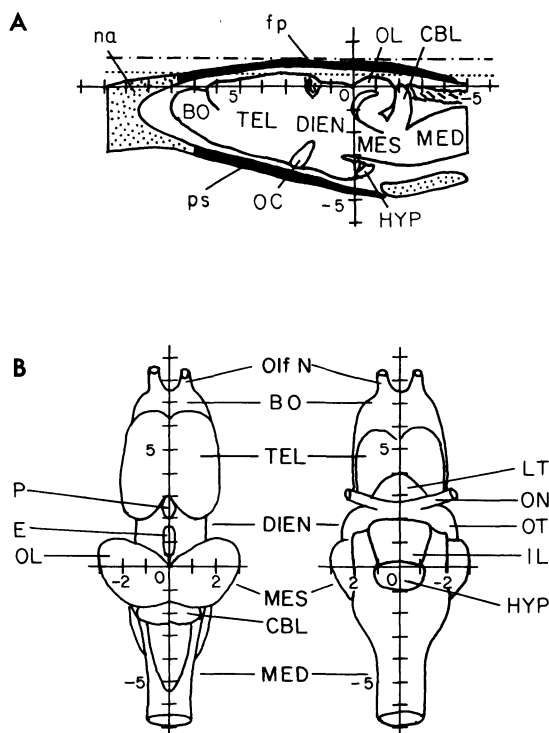 A
fp
na
OL
CBL
5
0
-5
BO
TEL
DIEN
MES
MED
ps
OC
-5
HYP
B
Olf N
BO
5
TEL
5
LT
P
ON
E
DIEN
OT
OL
IL
-2
0
2
MES
2
0
-2
CBL
HYP
-5
MED
-5